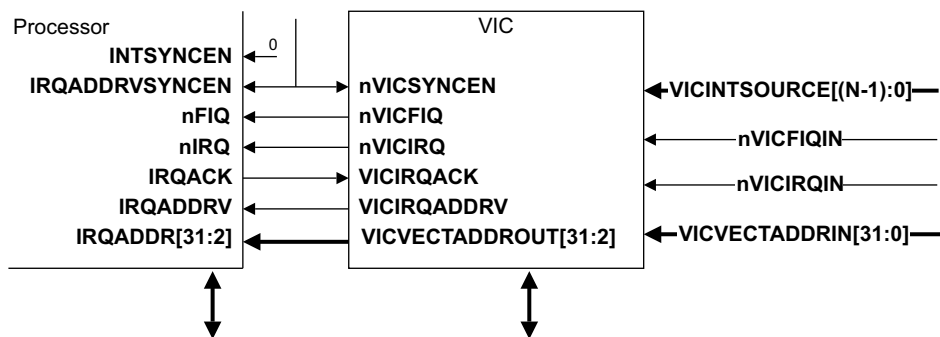 Processor
VIC
INTSYNCEN
0
IRQADDRVSYNCEN
nVICSYNCEN
VICINTSOURCE[(N-1):0]
nFIQ
nVICFIQ
nVICFIQIN
nIRQ
nVICIRQ
IRQACK
VICIRQACK
nVICIRQIN
IRQADDRV
VICIRQADDRV
IRQADDR[31:2]
VICVECTADDROUT[31:2]
VICVECTADDRIN[31:0]